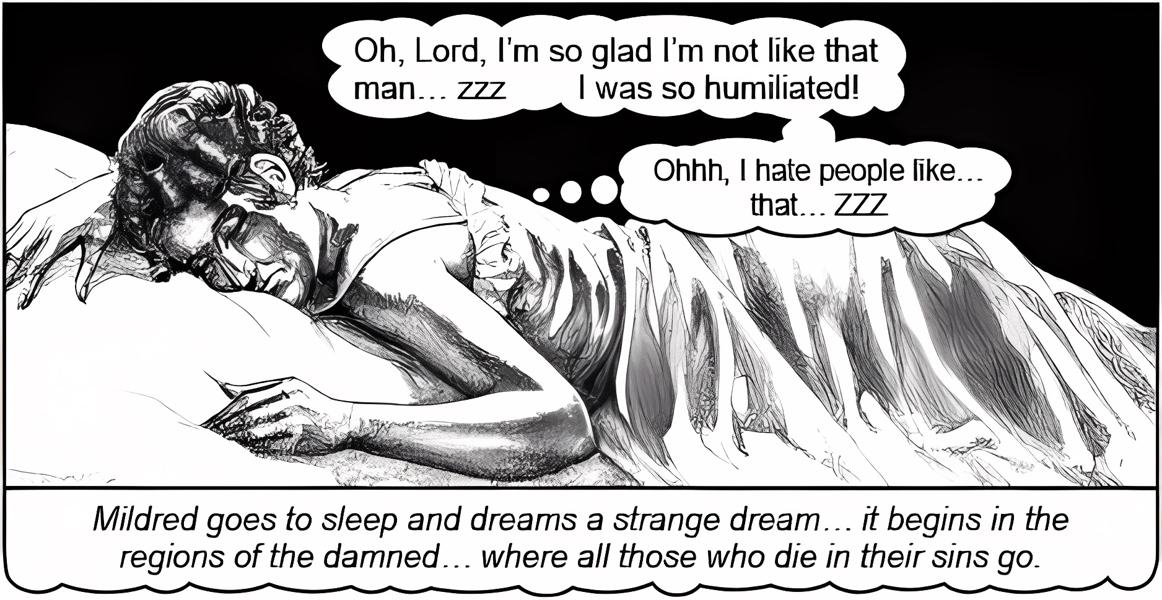 Oh, Lord, I'm so glad I'm not like that
man... zzz I was so humiliated!
Ohhh, I hate people like...
that... ZZZ
Mildred goes to sleep and dreams a strange dream... it begins in the
regions of the damned... where all those who die in their sins go.